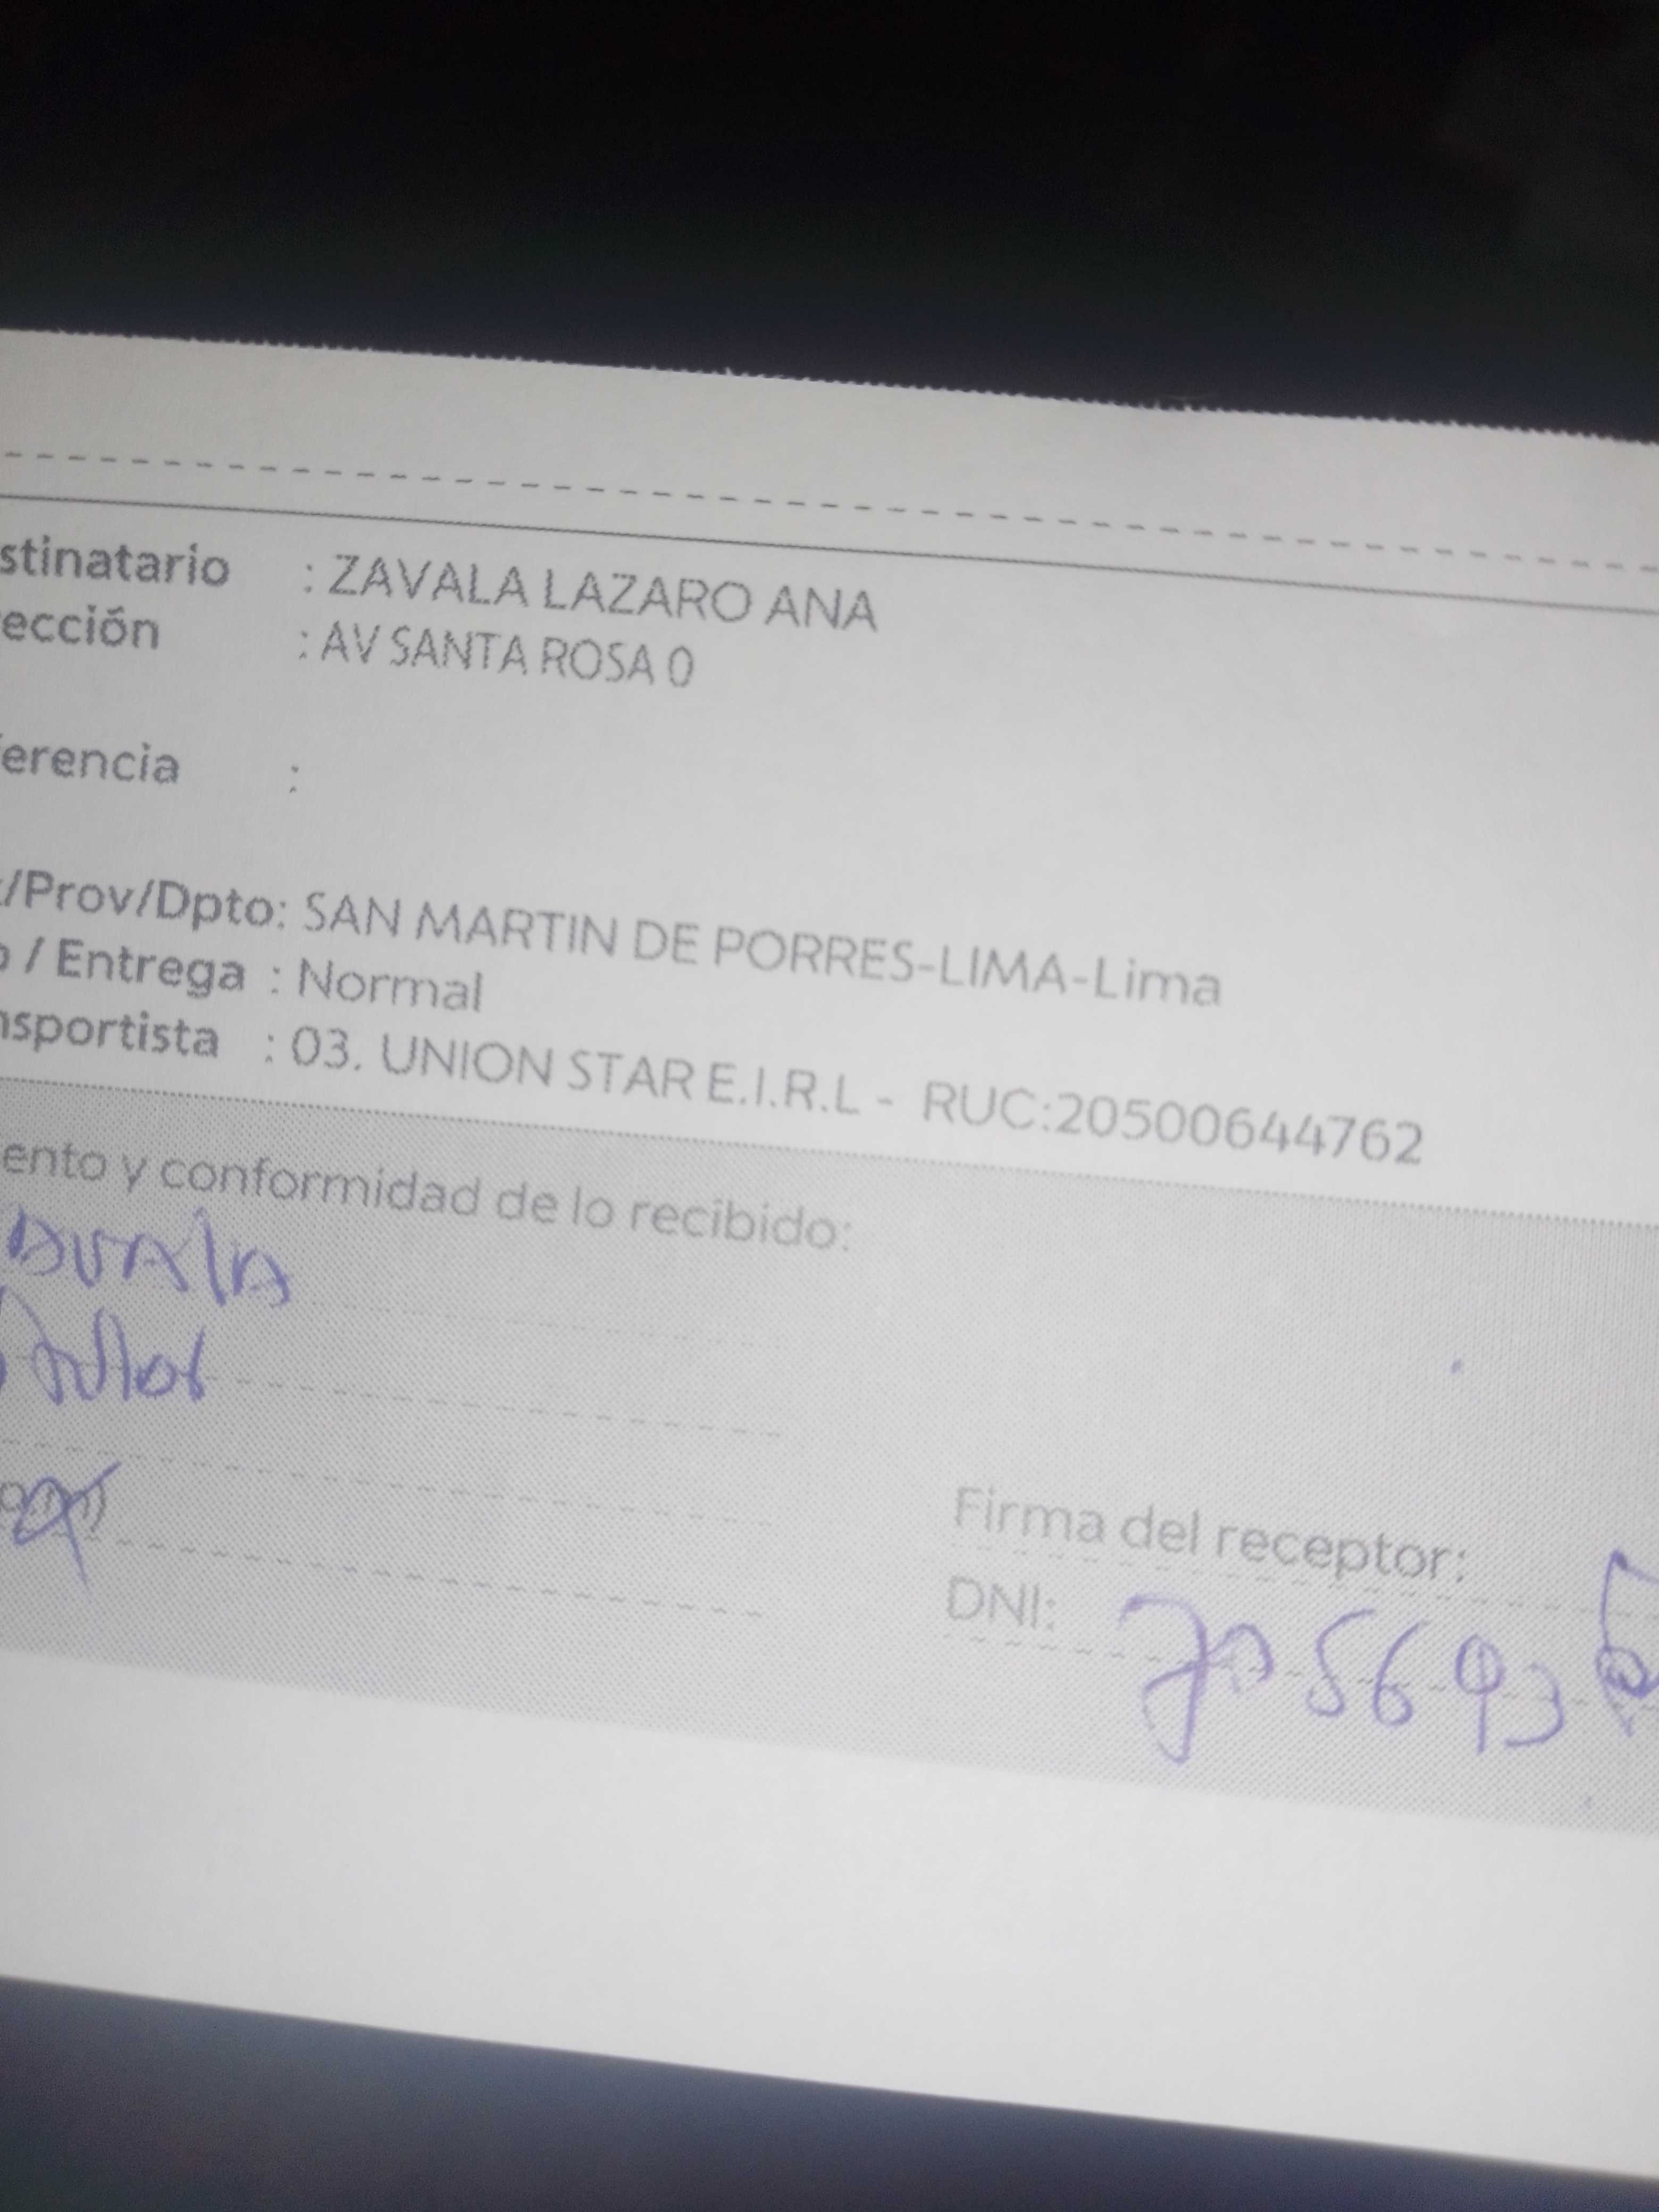 stinatario : ZAVALA LAZARO ANA
ección : AV SANTA ROSA 0
erencia :
/Prov/Dpto: SAN MARTIN DE PORRES-LIMA-Lima
/ Entrega : Normal
nsportista : 03. UNION STAR E.I.R.L - RUC:20500644762
ento y conformidad de lo recibido:
Firma del receptor:
DNI: